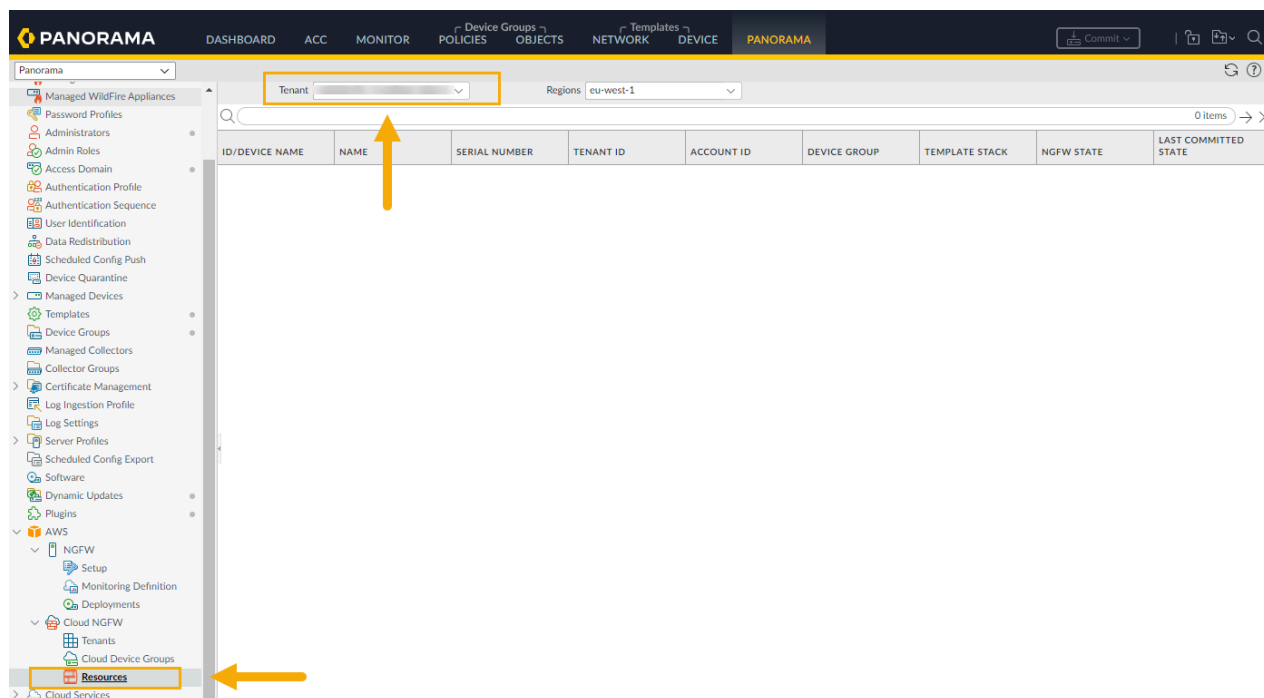 PANORAMA
Device Groups
Templates
DASHBOARD ACC MONITOR POLICIES OBJECTS NETWORK DEVICE PANORAMA
Commit
Panorama
Tenant
Regions eu-west-1
0 items
ID/DEVICE NAME NAME SERIAL NUMBER TENANT ID ACCOUNT ID DEVICE GROUP TEMPLATE STACK NGFW STATE LAST COMMITTED
STATE
Managed WildFire Appliances
Password Profiles
Administrators
Admin Roles
Access Domain
Authentication Profile
Authentication Sequence
User Identification
Data Redistribution
Scheduled Config Push
Device Quarantine
Managed Devices
Templates
Device Groups
Managed Collectors
Collector Groups
Certificate Management
Log Ingestion Profile
Log Settings
Server Profiles
Scheduled Config Export
Software
Dynamic Updates
Plugins
AWS
NGFW
Setup
Monitoring Definition
Deployments
Cloud NGFW
Tenants
Cloud Device Groups
Resources
Cloud Services